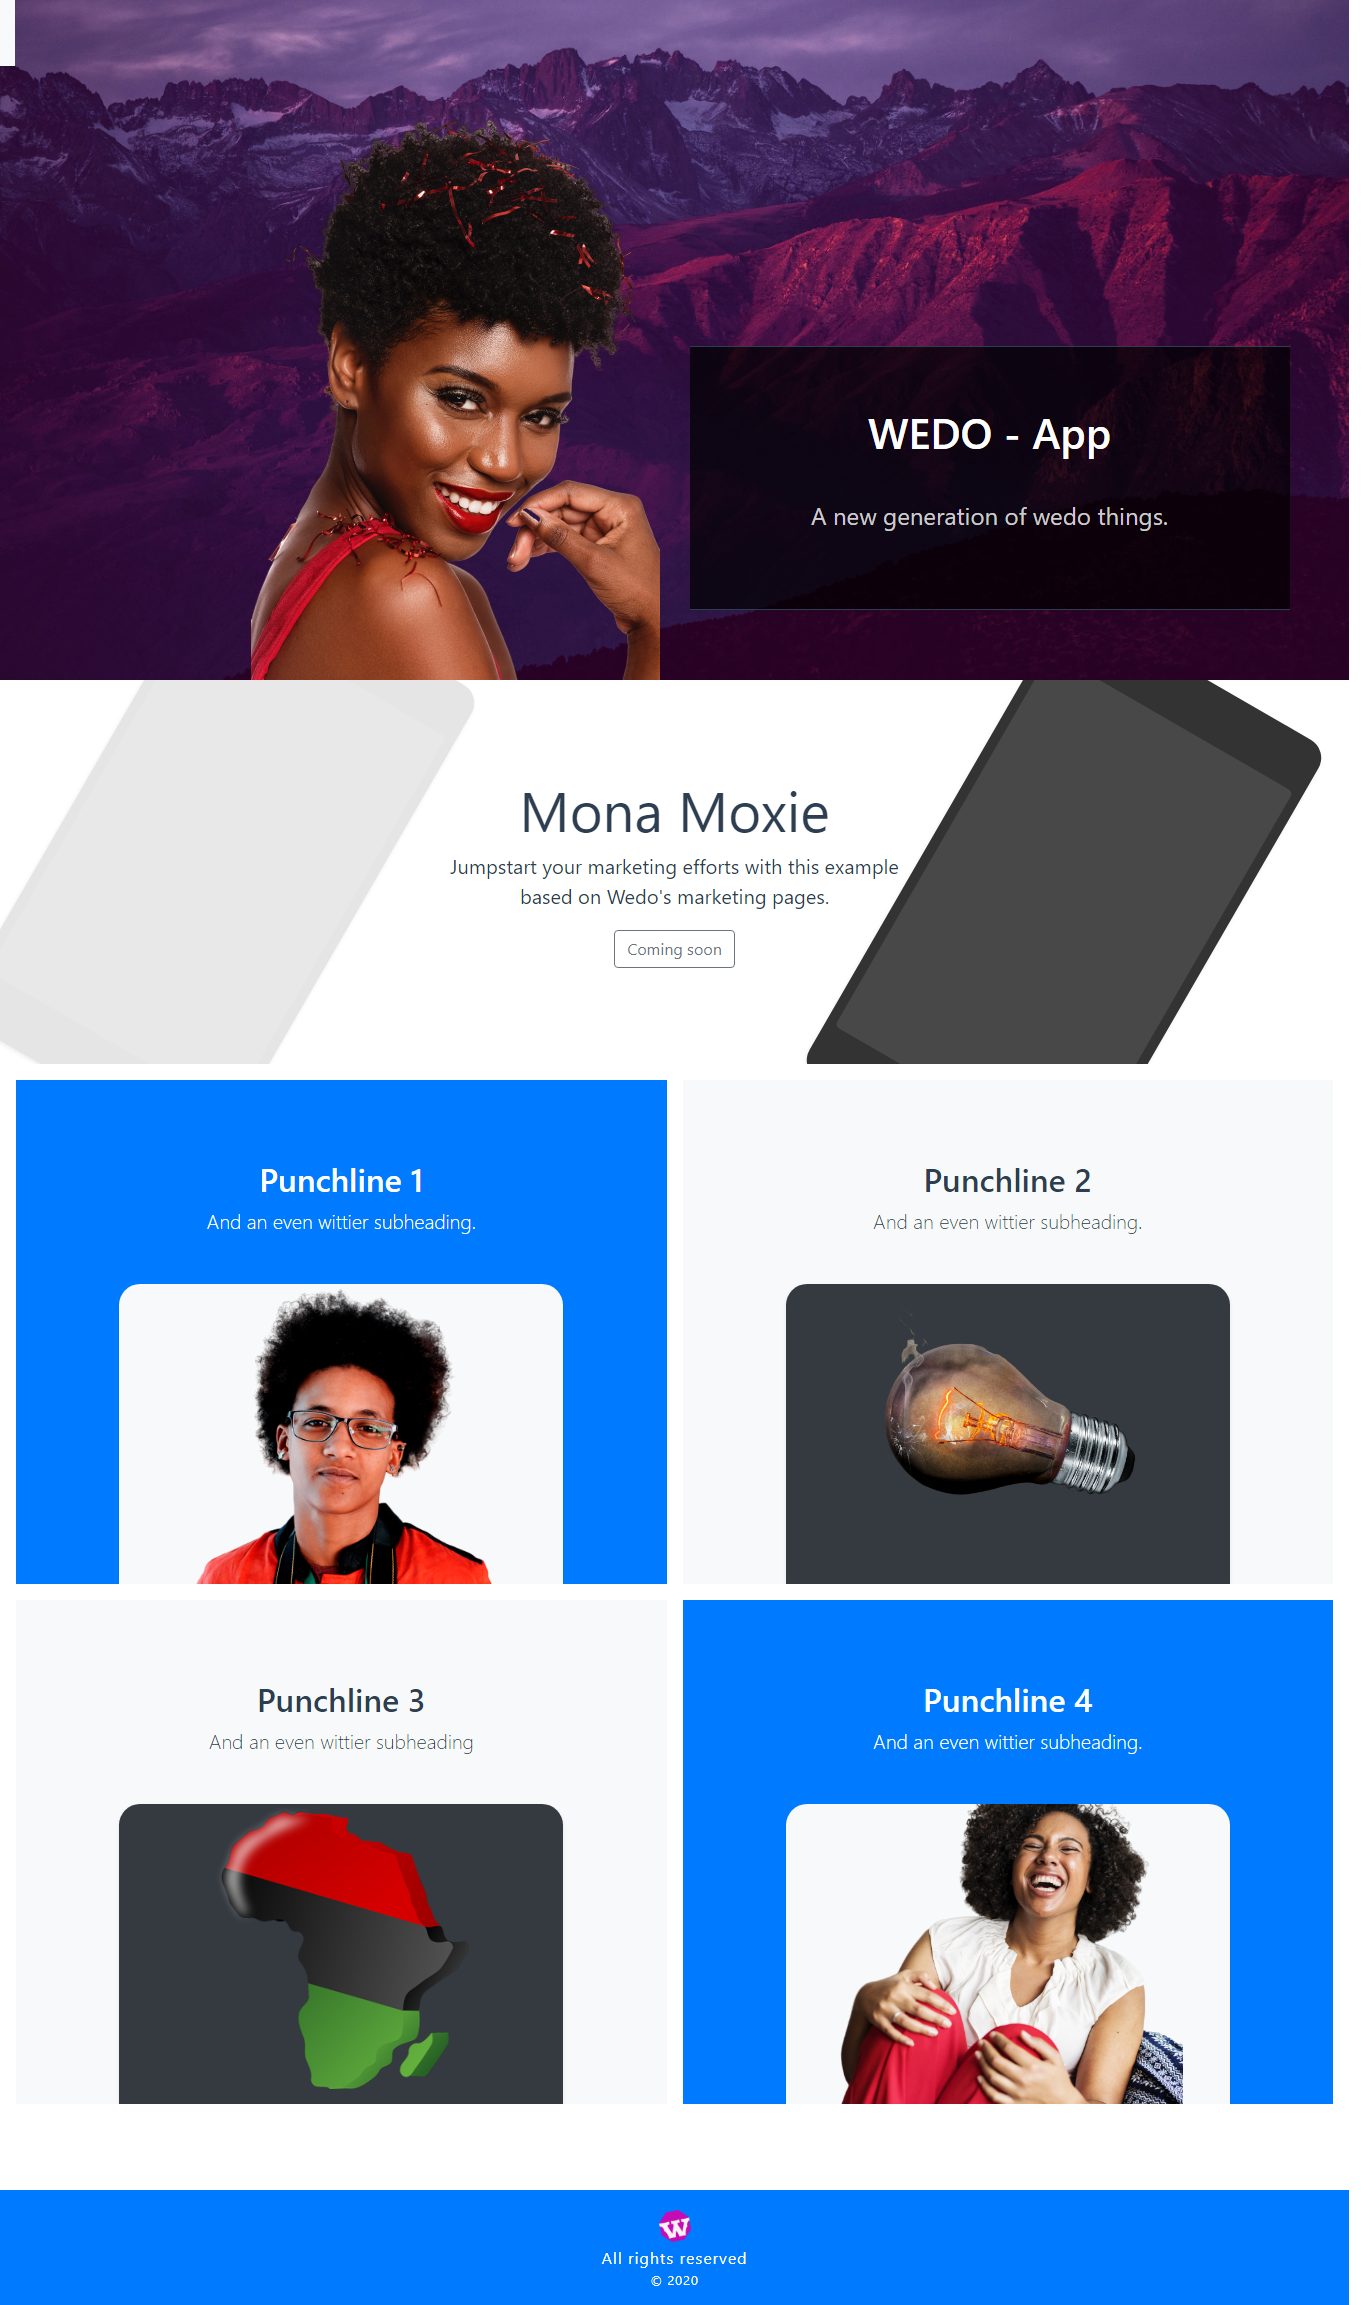 WEDO - App
A new generation of wedo things.
Mona Moxie
Jumpstart your marketing efforts with this example
based on Wedo's marketing pages.
Coming soon
Punchline 1
And an even wittier subheading.
Punchline 2
And an even wittier subheading.
Punchline 3
And an even wittier subheading
Punchline 4
And an even wittier subheading.
W
All rights reserved
© 2020